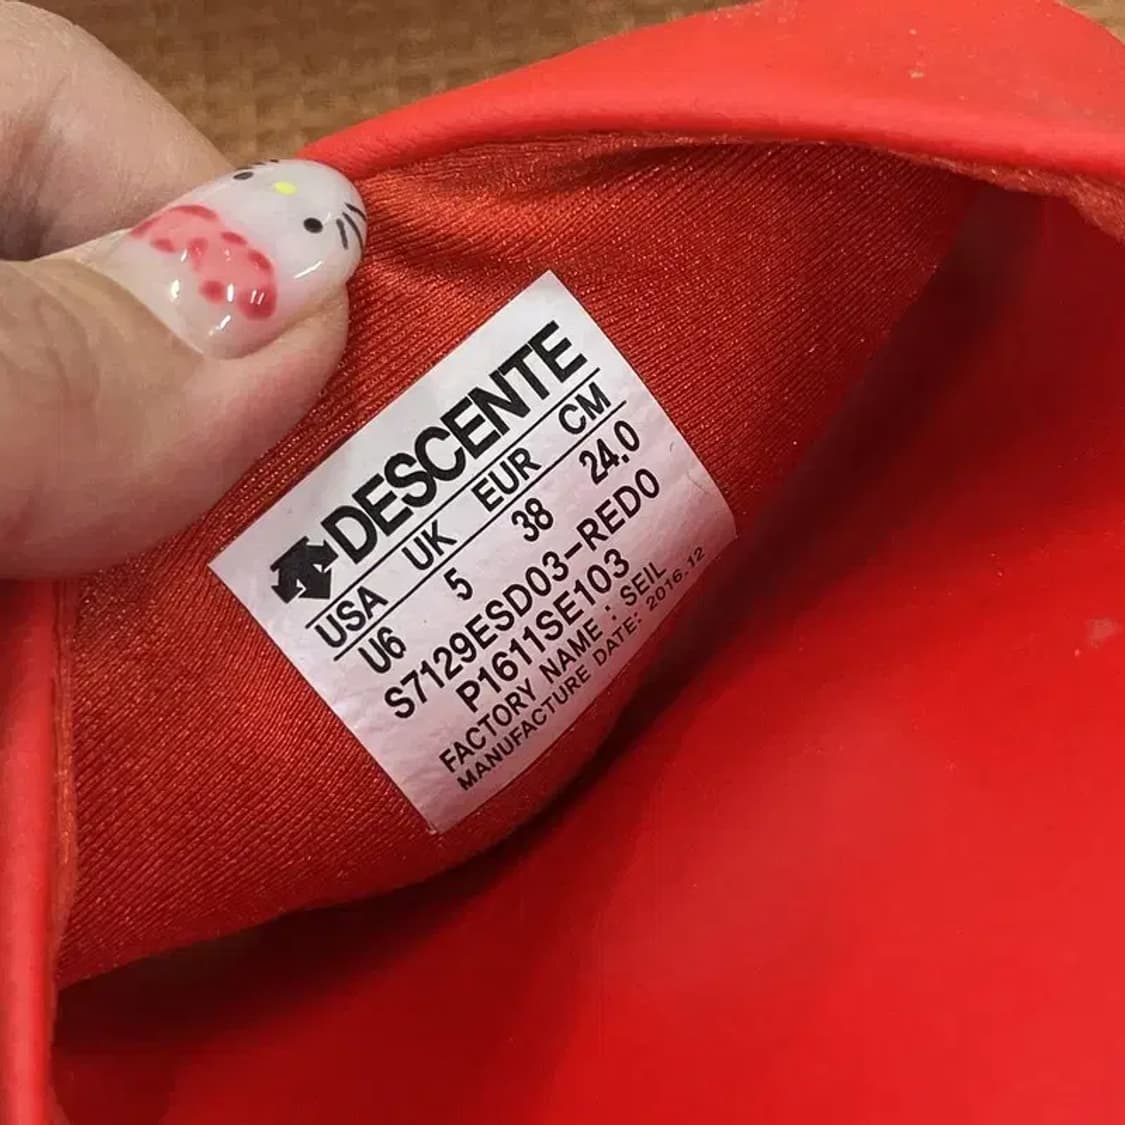 DESCENTE
USA UK EUR CM
U6 5 38 24.0
S7129ESD03-RED0
P1611SE103
FACTORY NAME : SEIL
MANUFACTURE DATE: 2016.12